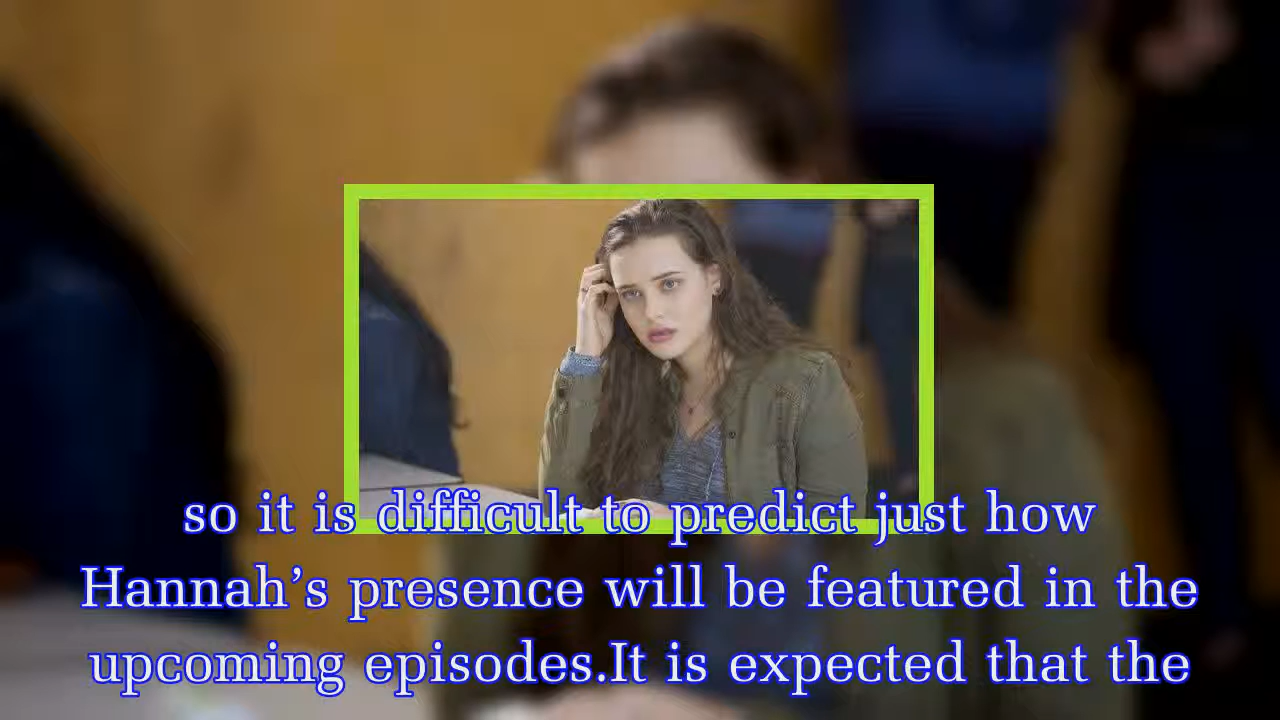 so it is difficult to predict just how
Hannah’s presence will be featured in the
upcoming episodes.It is expected that the